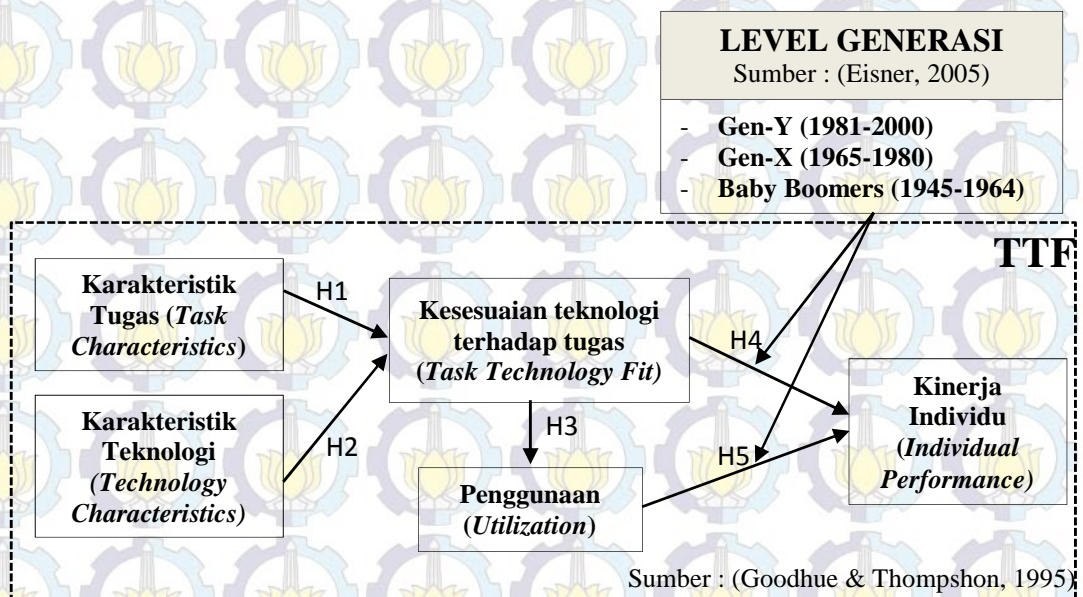 LEVEL GENERASI
Sumber : (Eisner, 2005)
- Gen-Y (1981-2000)
- Gen-X (1965-1980)
- Baby Boomers (1945-1964)
TTF
Karakteristik
Tugas (Task
Characteristics)
H1
Kesesuaian teknologi
terhadap tugas
(Task Technology Fit)
H4
Karakteristik
Teknologi
(Technology
Characteristics)
H2
H3
Penggunaan
(Utilization)
H5
Kinerja
Individu
(Individual
Performance)
Sumber : (Goodhue & Thompshon, 1995)